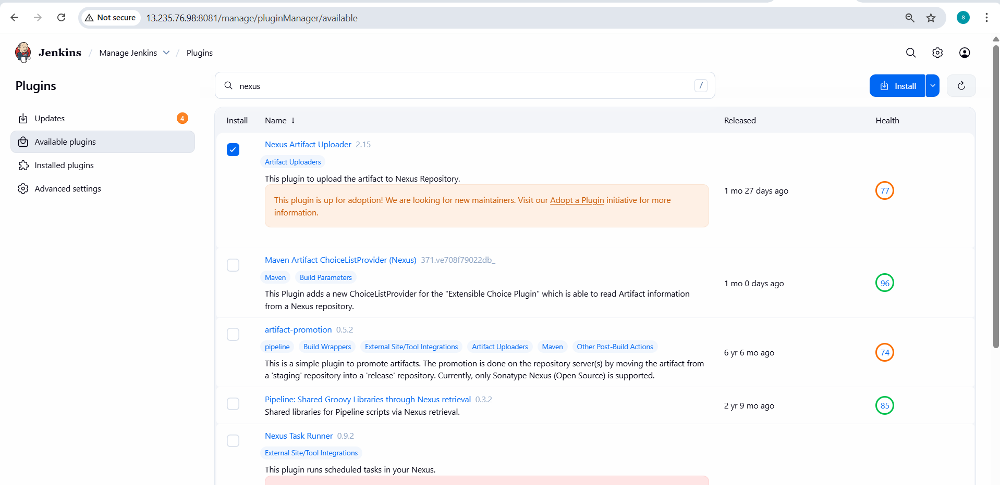 Not secure 13.235.76.98:8081/manage/pluginManager/available
S
Jenkins / Manage Jenkins / Plugins
Plugins
nexus
/
Install
Updates
4
Available plugins
Installed plugins
Advanced settings
Install Name ↓ Released Health
Nexus Artifact Uploader 2.15
Artifact Uploaders
This plugin to upload the artifact to Nexus Repository.
This plugin is up for adoption! We are looking for new maintainers. Visit our Adopt a Plugin initiative for more
information.
1 mo 27 days ago
77
Maven Artifact ChoiceListProvider (Nexus) 371.ve708f79022db_
Maven Build Parameters
This Plugin adds a new ChoiceListProvider for the "Extensible Choice Plugin" which is able to read Artifact information
from a Nexus repository.
1 mo 0 days ago
96
artifact-promotion 0.5.2
pipeline Build Wrappers External Site/Tool Integrations Artifact Uploaders Maven Other Post-Build Actions
This is a simple plugin to promote artifacts. The promotion is done on the repository server(s) by moving the artifact from
a 'staging' repository into a 'release' repository. Currently, only Sonatype Nexus (Open Source) is supported.
6 yr 6 mo ago
74
Pipeline: Shared Groovy Libraries through Nexus retrieval 0.3.2
Shared libraries for Pipeline scripts via Nexus retrieval.
2 yr 9 mo ago
85
Nexus Task Runner 0.9.2
External Site/Tool Integrations
This plugin runs scheduled tasks in your Nexus.